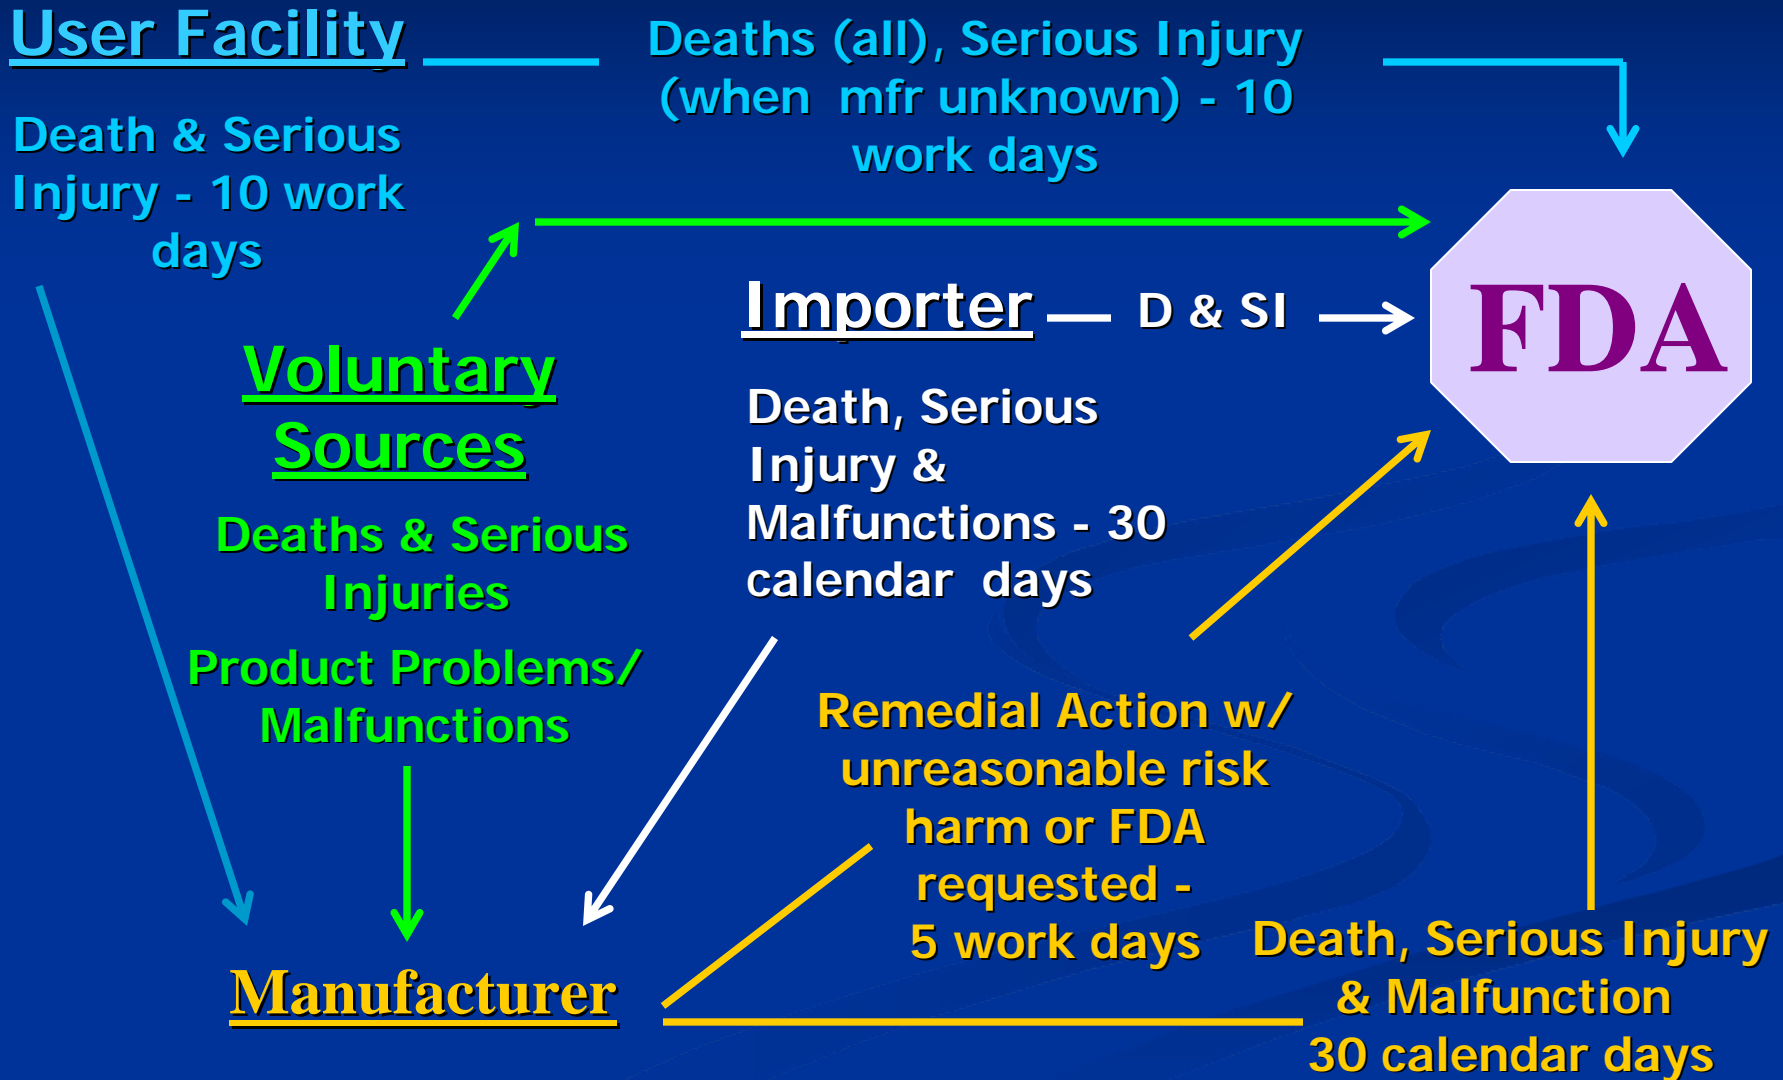 User Facility
Deaths (all), Serious Injury
(when mfr unknown) - 10
work days
Death & Serious
Injury - 10 work
days
Importer
D & SI
FDA
Voluntary
Sources
Death, Serious
Injury &
Malfunctions - 30
calendar days
Deaths & Serious
Injuries
Product Problems/
Malfunctions
Remedial Action w/
unreasonable risk
harm or FDA
requested -
5 work days
Manufacturer
Death, Serious Injury
& Malfunction
30 calendar days